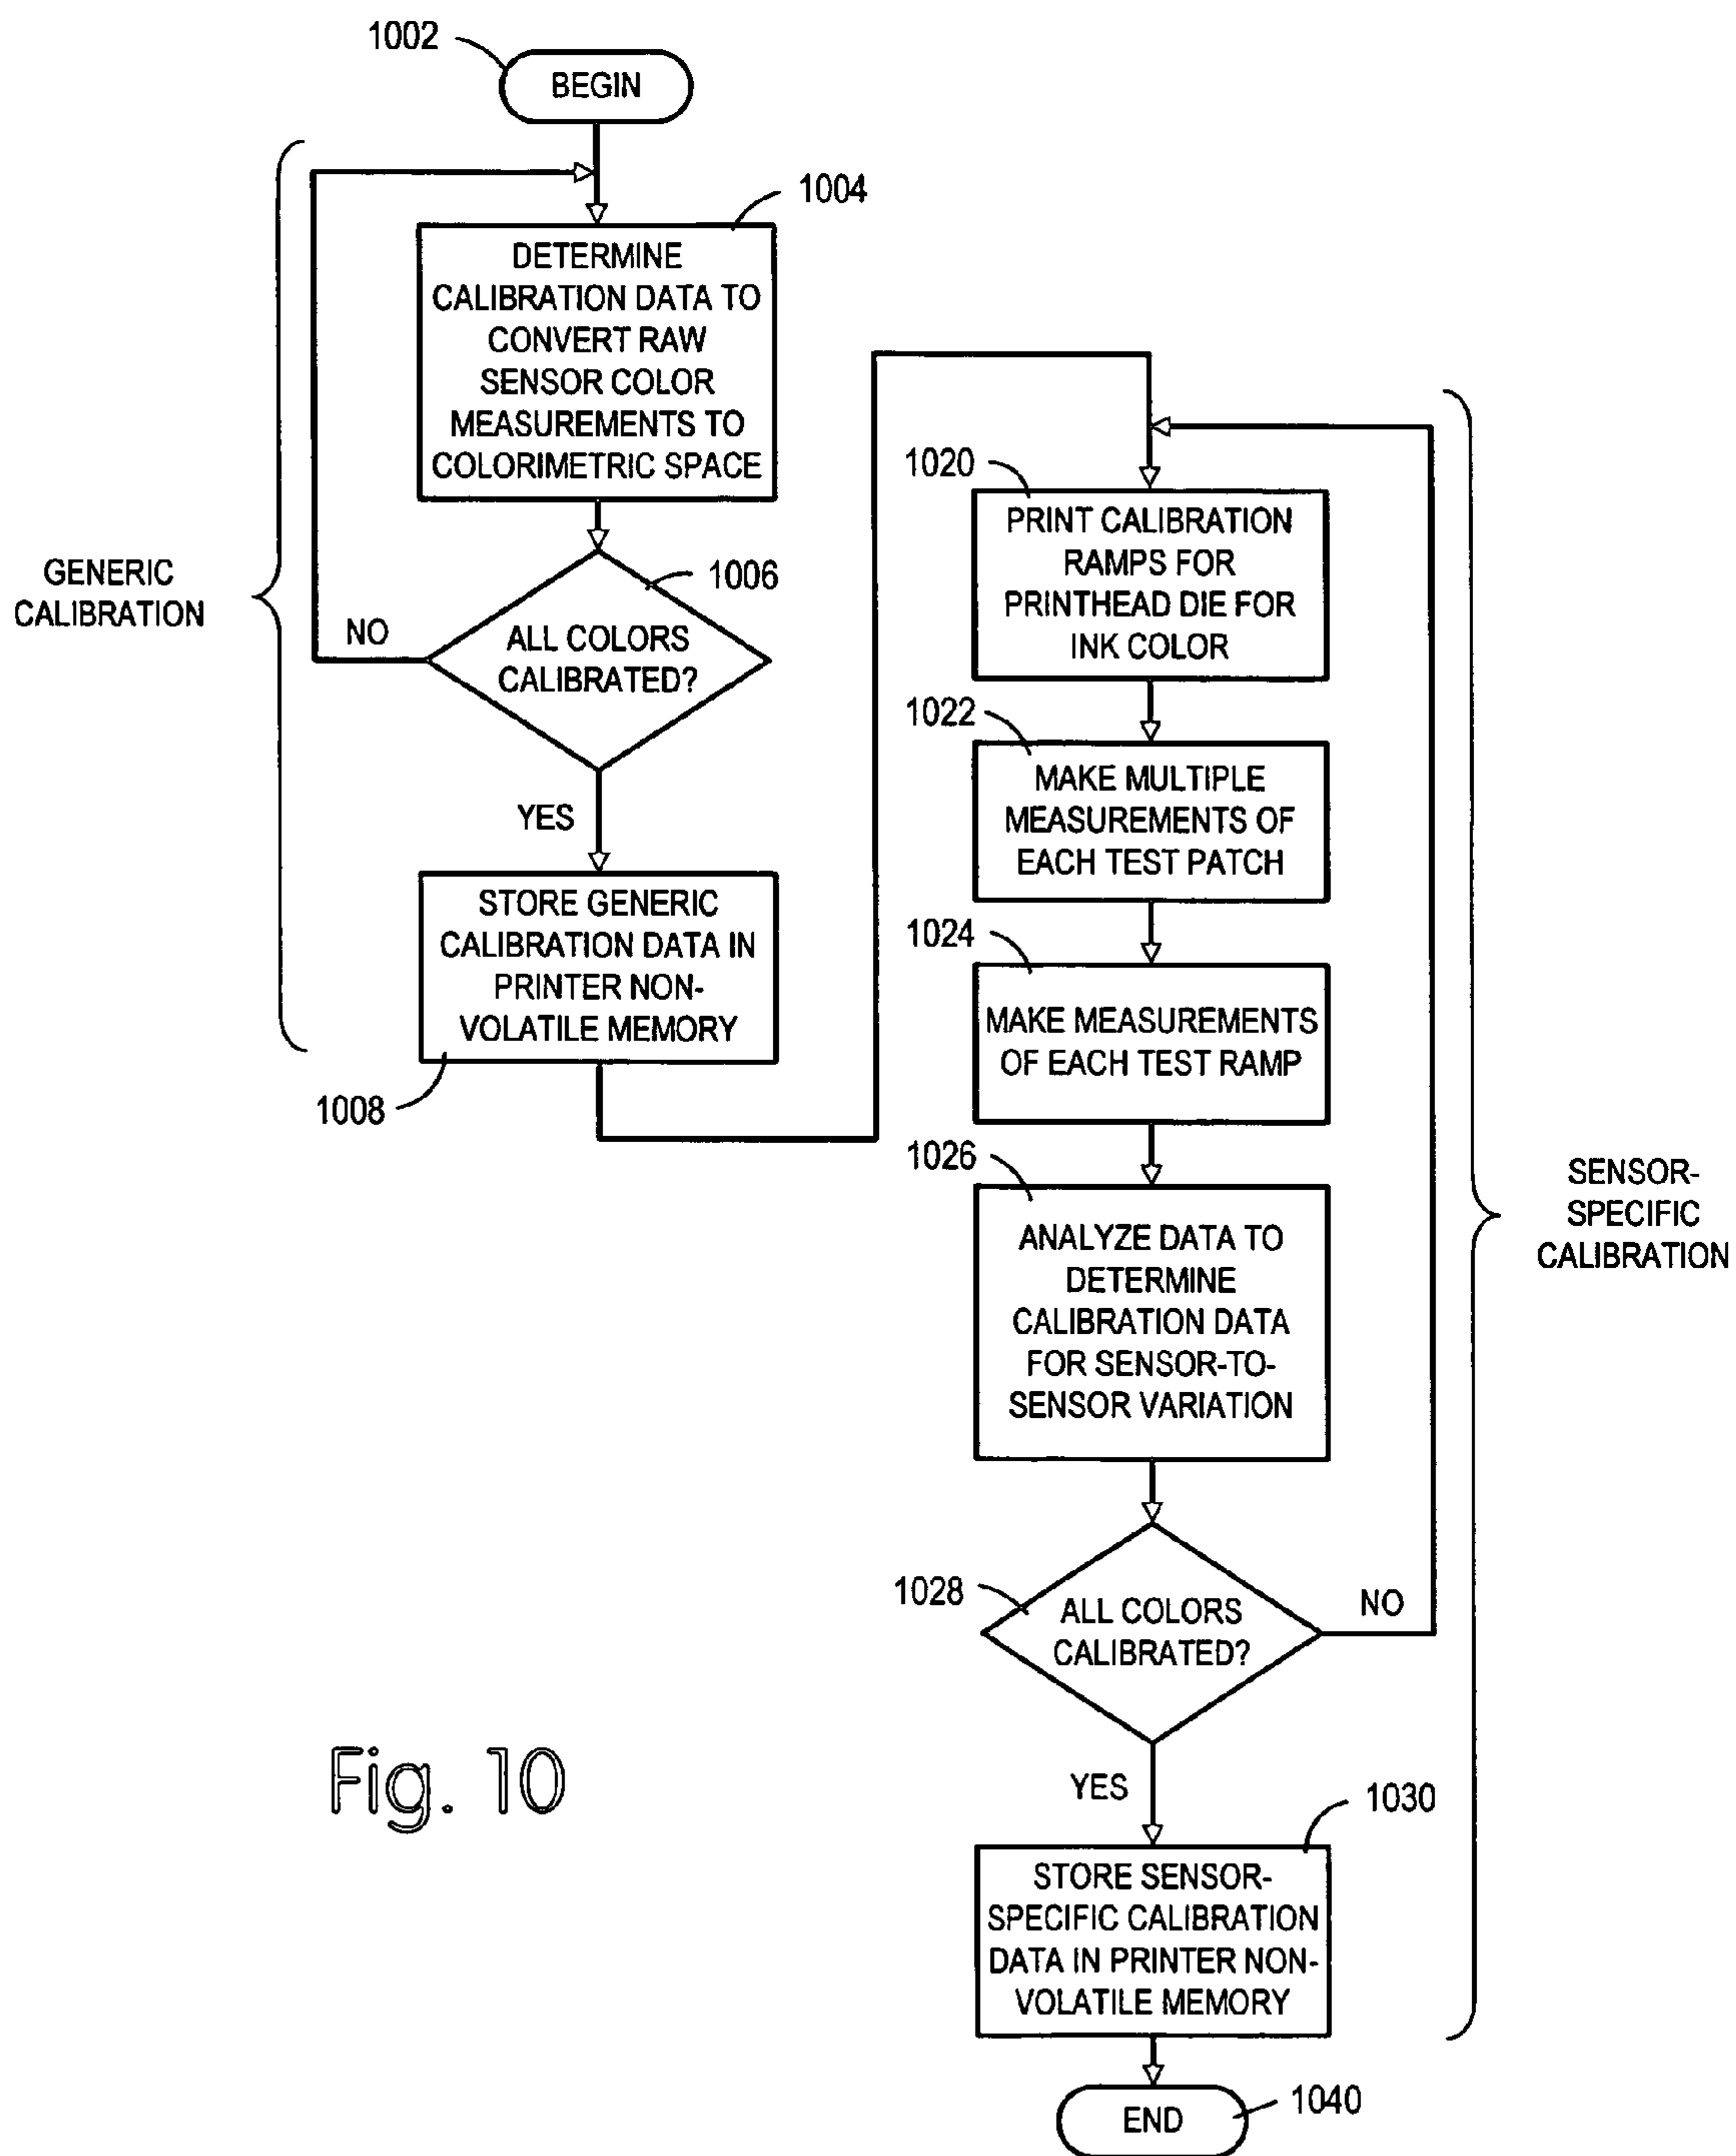 1002
BEGIN
1004
DETERMINE
CALIBRATION DATA TO
CONVERT RAW
SENSOR COLOR
MEASUREMENTS TO
COLORIMETRIC SPACE
1006
ALL COLORS
CALIBRATED?
NO
YES
GENERIC
CALIBRATION
STORE GENERIC
CALIBRATION DATA IN
PRINTER NON-
VOLATILE MEMORY
1008
1020
PRINT CALIBRATION
RAMPS FOR
PRINTHEAD DIE FOR
INK COLOR
1022
MAKE MULTIPLE
MEASUREMENTS OF
EACH TEST PATCH
1024
MAKE MEASUREMENTS
OF EACH TEST RAMP
1026
ANALYZE DATA TO
DETERMINE
CALIBRATION DATA
FOR SENSOR-TO-
SENSOR VARIATION
SENSOR-
SPECIFIC
CALIBRATION
1028
ALL COLORS
CALIBRATED?
NO
YES
1030
STORE SENSOR-
SPECIFIC CALIBRATION
DATA IN PRINTER NON-
VOLATILE MEMORY
END
1040
Fig. 10